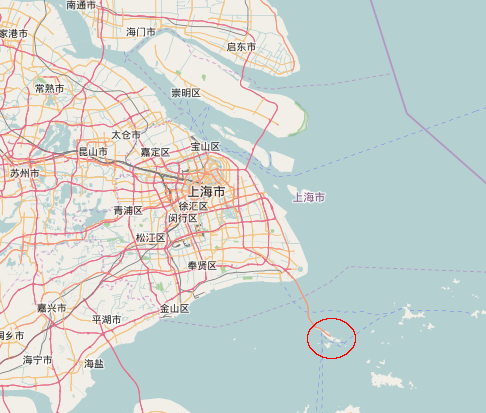 南通市
家港市
海门市
启东市
常熟市
崇明区
太仓市
宝山区
昆山市
嘉定区
苏州市
上海市
上海市
徐汇区
青浦区
闵行区
松江区
奉贤区
嘉兴市
金山区
平湖市
桐乡市
海宁市
海盐